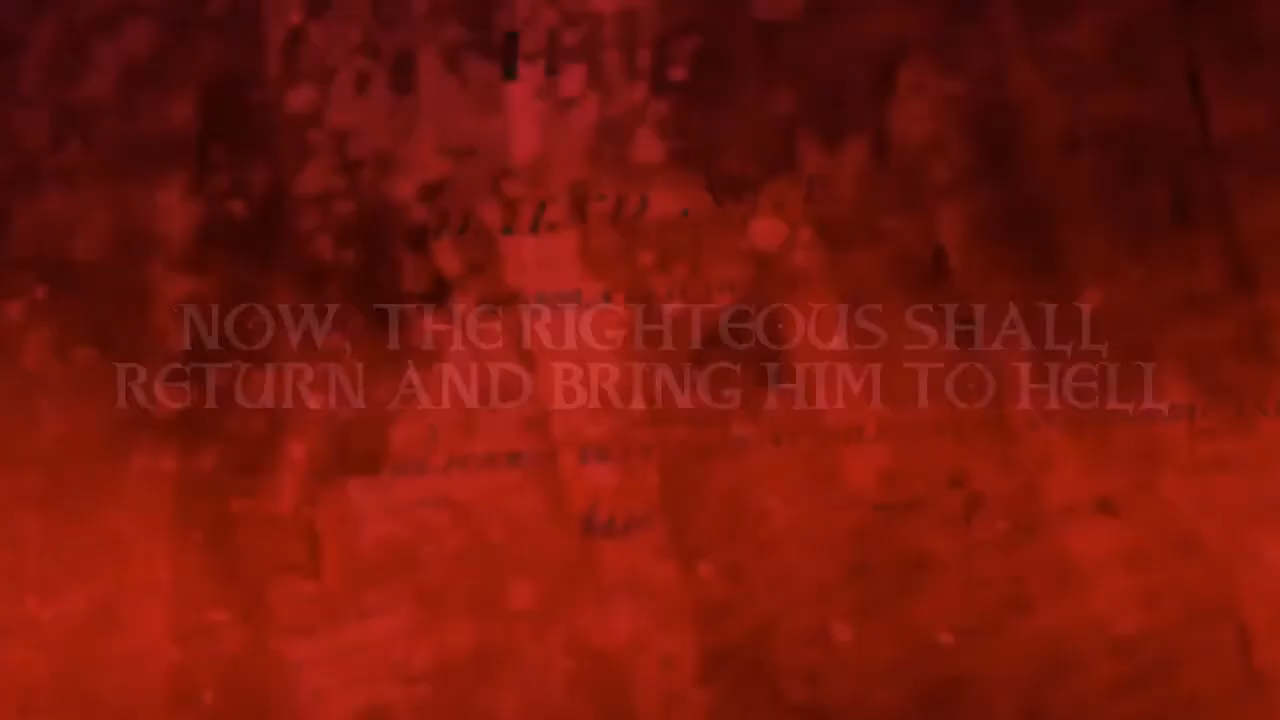 NOW, THE RIGHTEOUS SHALL
RETURN AND BRING HIM TO HELL